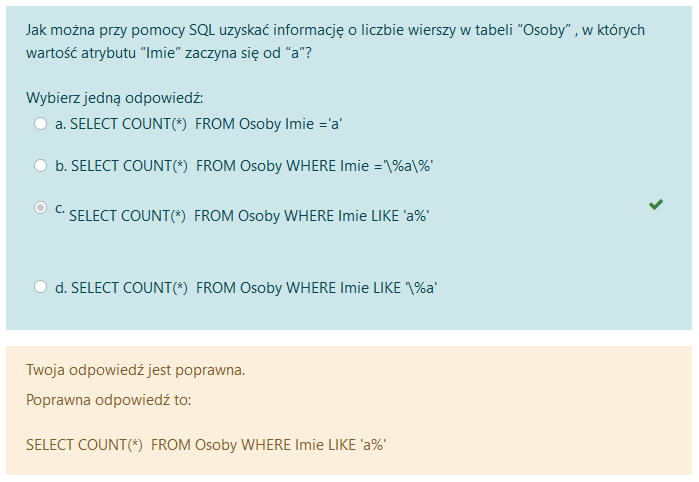 Jak można przy pomocy SQL uzyskać informację o liczbie wierszy w tabeli “Osoby” , w których
wartość atrybutu “Imie” zaczyna się od “a”?
Wybierz jedną odpowiedź:
a. SELECT COUNT(*)  FROM Osoby Imie ='a'
b. SELECT COUNT(*)  FROM Osoby WHERE Imie ='\%a\%'
c. SELECT COUNT(*)  FROM Osoby WHERE Imie LIKE 'a%'
d. SELECT COUNT(*)  FROM Osoby WHERE Imie LIKE '\%a'
Twoja odpowiedź jest poprawna.
Poprawna odpowiedź to:
SELECT COUNT(*)  FROM Osoby WHERE Imie LIKE 'a%'